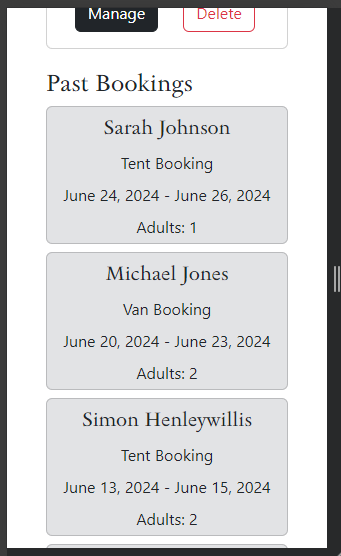 Manage Delete
Past Bookings
Sarah Johnson
Tent Booking
June 24, 2024 - June 26, 2024
Adults: 1
Michael Jones
Van Booking
June 20, 2024 - June 23, 2024
Adults: 2
Simon Henleywillis
Tent Booking
June 13, 2024 - June 15, 2024
Adults: 2